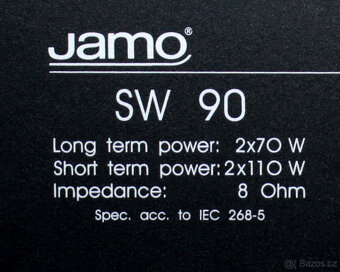 Jamo®
SW 90
Long term power: 2x70 W
Short term power: 2x110 W
Impedance: 8 Ohm
Spec. acc. to IEC 268-5
Bazos.cz